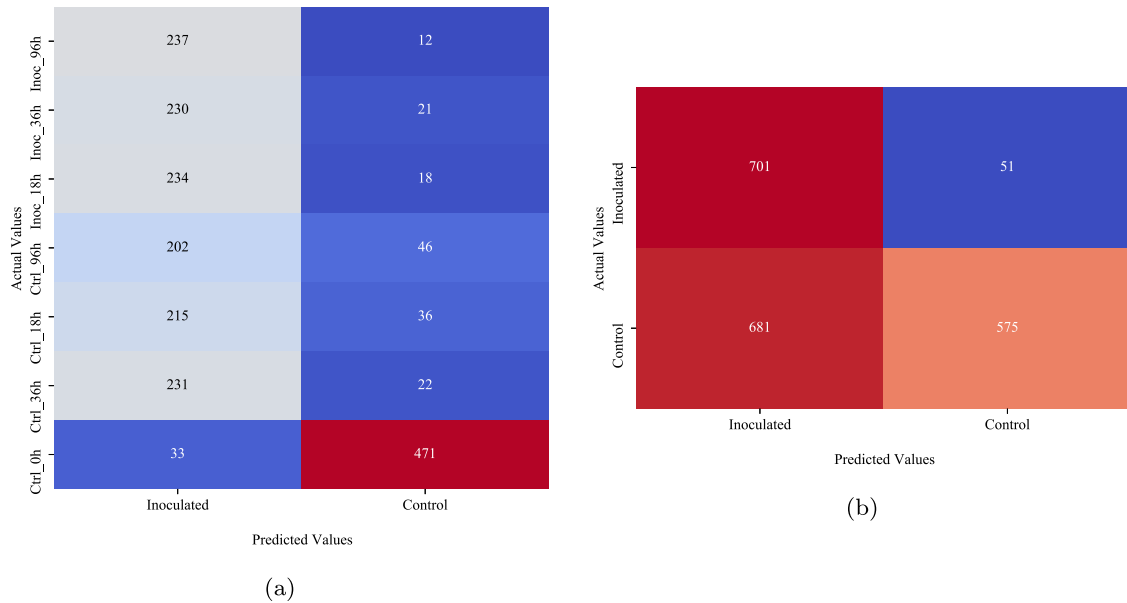 Actual Values
Inoc_96h
237 12
Inoc_36h
230 21
Inoc_18h
234 18
Ctrl_96h
202 46
Ctrl_18h
215 36
Ctrl_36h
231 22
Ctrl_0h
33 471
Inoculated Control
Predicted Values
(a)
Actual Values
Inoculated
701 51
Control
681 575
Inoculated Control
Predicted Values
(b)